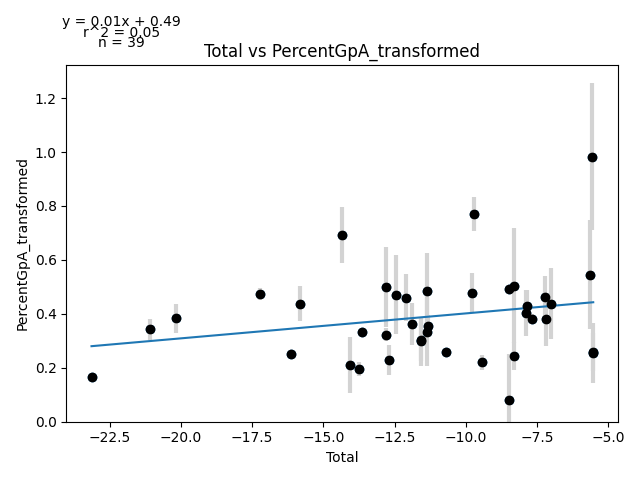 y = 0.01x + 0.49
r^2 = 0.05
n = 39
Total vs PercentGpA_transformed
PercentGpA_transformed
1.2
1.0
0.8
0.6
0.4
0.2
0.0
−22.5 −20.0 −17.5 −15.0 −12.5 −10.0 −7.5 −5.0
Total